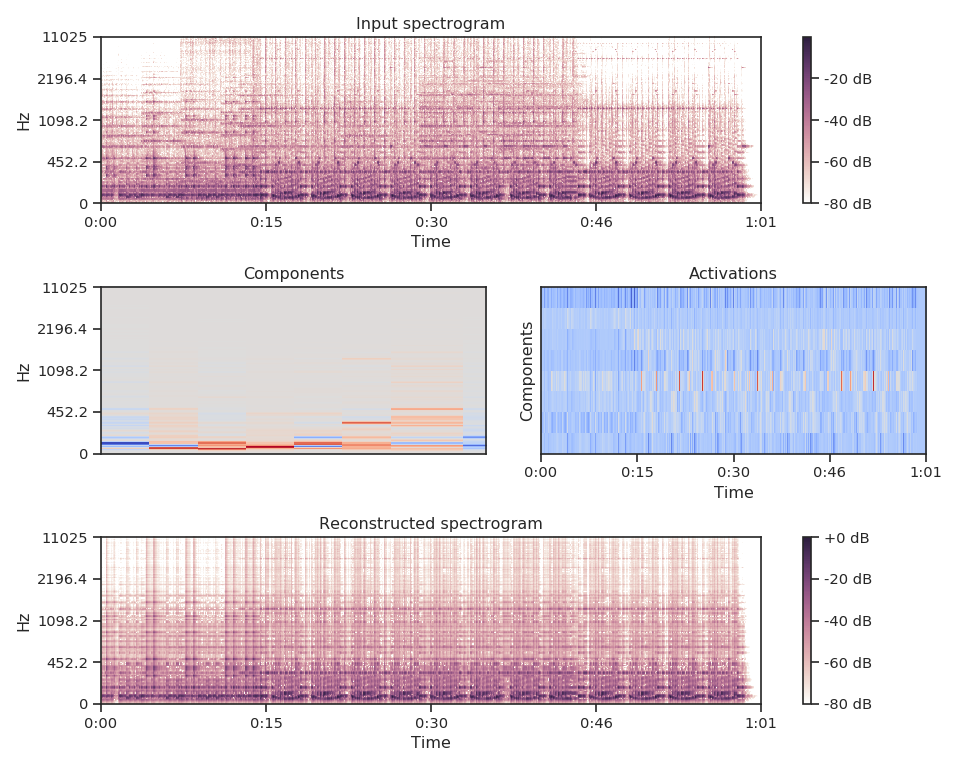 Input spectrogram
11025
2196.4
1098.2
452.2
0
Hz
0:00 0:15 0:30 0:46 1:01
Time
-20 dB
-40 dB
-60 dB
-80 dB
Components
11025
2196.4
1098.2
452.2
0
Hz
Activations
Components
0:00 0:15 0:30 0:46 1:01
Time
Reconstructed spectrogram
11025
2196.4
1098.2
452.2
0
Hz
0:00 0:15 0:30 0:46 1:01
Time
+0 dB
-20 dB
-40 dB
-60 dB
-80 dB